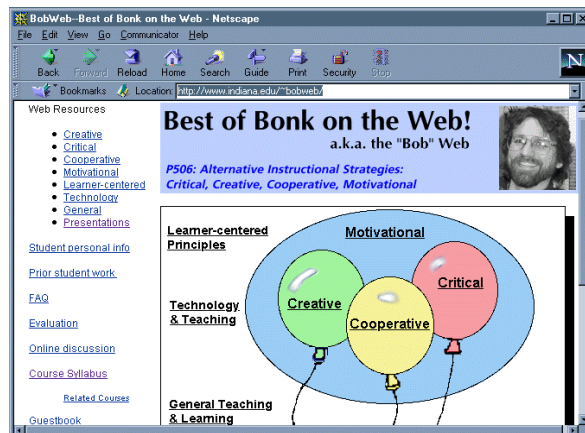 BobWeb--Best of Bonk on the Web - Netscape
File Edit View Go Communicator Help
Back Forward Reload Home Search Guide Print Security Stop
N
Bookmarks Location: http://www.indiana.edu/~bobweb/
Web Resources
Creative
Critical
Cooperative
Motivational
Learner-centered
Technology
General
Presentations
Student personal info
Prior student work
FAQ
Evaluation
Online discussion
Course Syllabus
Related Courses
Guestbook
Best of Bonk on the Web!
a.k.a. the "Bob" Web
P506: Alternative Instructional Strategies:
Critical, Creative, Cooperative, Motivational
Learner-centered
Principles
Motivational
Creative
Critical
Cooperative
Technology
& Teaching
General Teaching
& Learning